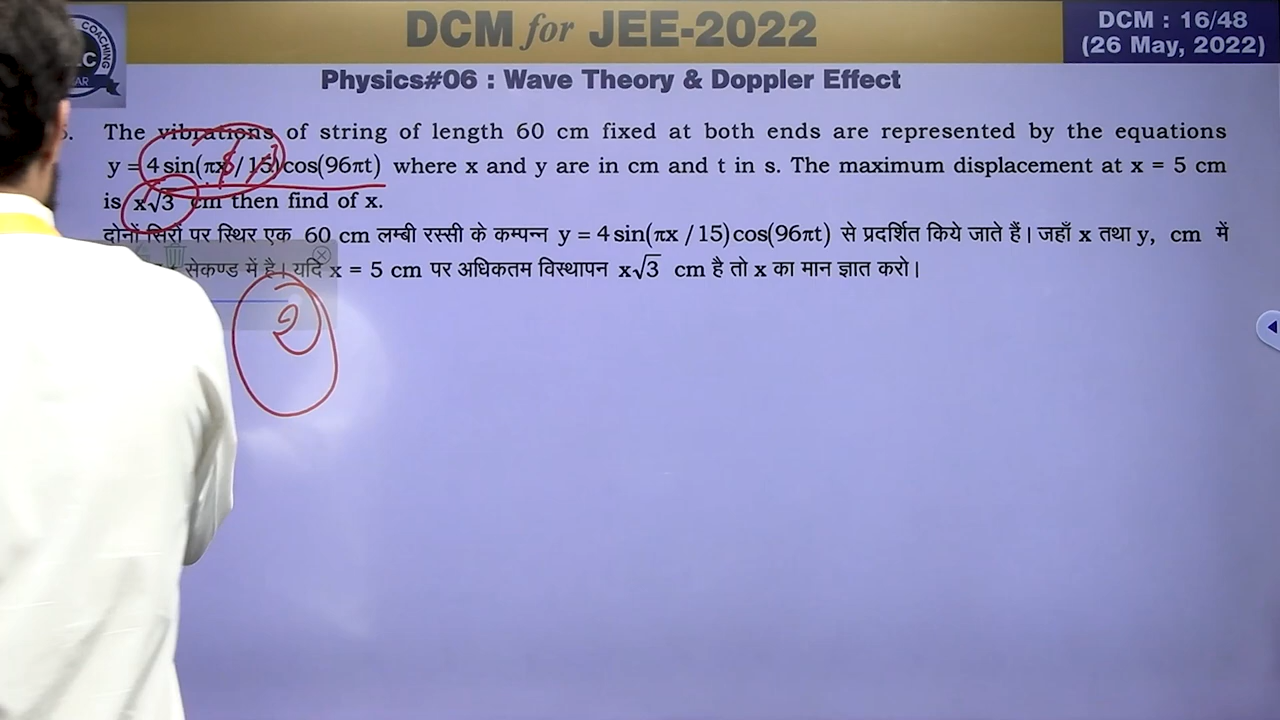 COACHING
DCM for JEE-2022
DCM : 16/48
(26 May, 2022)
Physics#06 : Wave Theory & Doppler Effect
The vibrations of string of length 60 cm fixed at both ends are represented by the equations
y = 4 sin(πx / 15) cos(96πt) where x and y are in cm and t in s. The maximum displacement at x = 5 cm
is x√3 cm then find of x.
दोनों सिरों पर स्थिर एक 60 cm लम्बी रस्सी के कम्पन्न y = 4 sin(πx / 15) cos(96πt) से प्रदर्शित किये जाते हैं। जहाँ x तथा y, cm में
सेकण्ड में है। यदि x = 5 cm पर अधिकतम विस्थापन x√3 cm है तो x का मान ज्ञात करो।
2